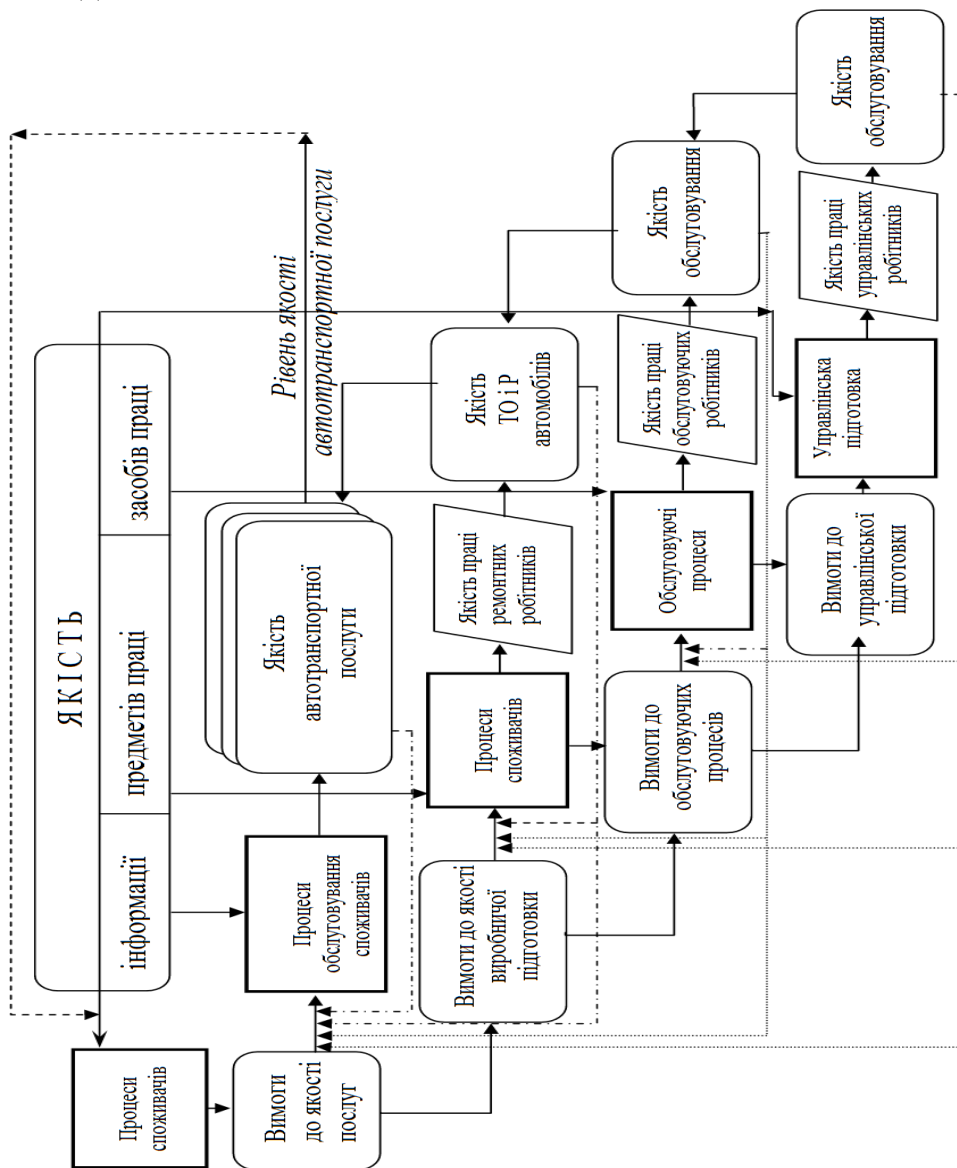 ЯКІСТЬ
інформації
предметів праці
засобів праці
Рівень якості
автотранспортної послуги
Процеси
споживачів
Вимоги
до якості
послуг
Процеси
обслуговування
споживачів
Якість
автотранспортної
послуги
Вимоги до якості
виробничої
підготовки
Процеси
споживачів
Якість праці
ремонтних
робітників
Якість
ТО і Р
автомобілів
Вимоги до
обслуговуючих
процесів
Обслуговуючі
процеси
Якість праці
обслуговуючих
робітників
Якість
обслуговування
Вимоги до
управлінської
підготовки
Управлінська
підготовка
Якість праці
управлінських
робітників
Якість
обслуговування